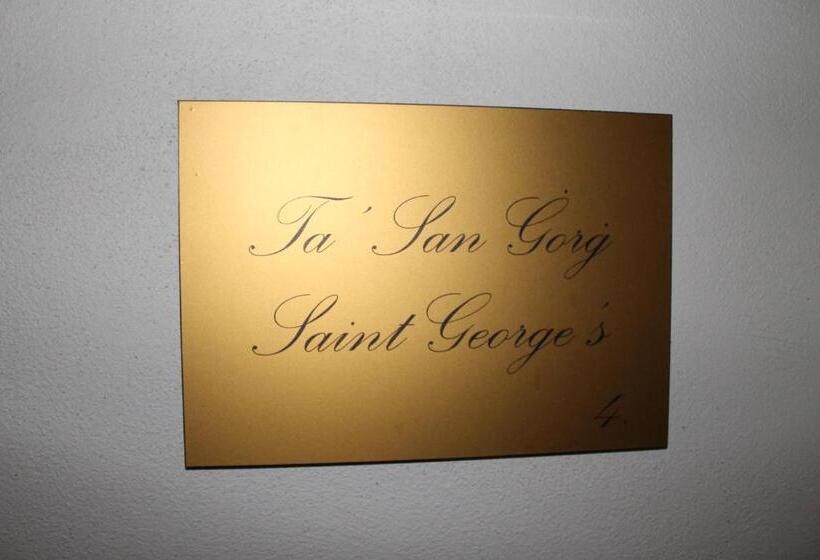 Ta' San Ġorġ
Saint George's
4.